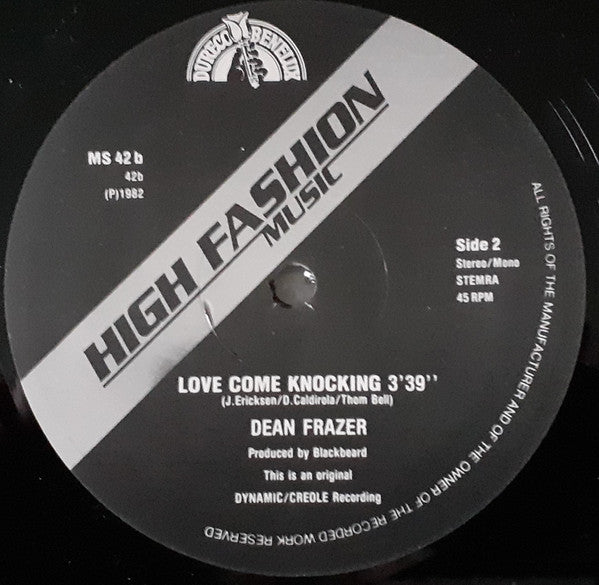 DURECO BENELUX
HIGH FASHION
MUSIC
MS 42 b
42b
(P)1982
Side 2
Stereo/Mono
STEMRA
45 RPM
LOVE COME KNOCKING 3'39''
(J.Ericksen/D.Caldirola/Thom Bell)
DEAN FRAZER
Produced by Blackbeard
This is an original
DYNAMIC/CREOLE Recording
ALL RIGHTS OF THE MANUFACTURER AND OF THE OWNER OF THE RECORDED WORK RESERVED